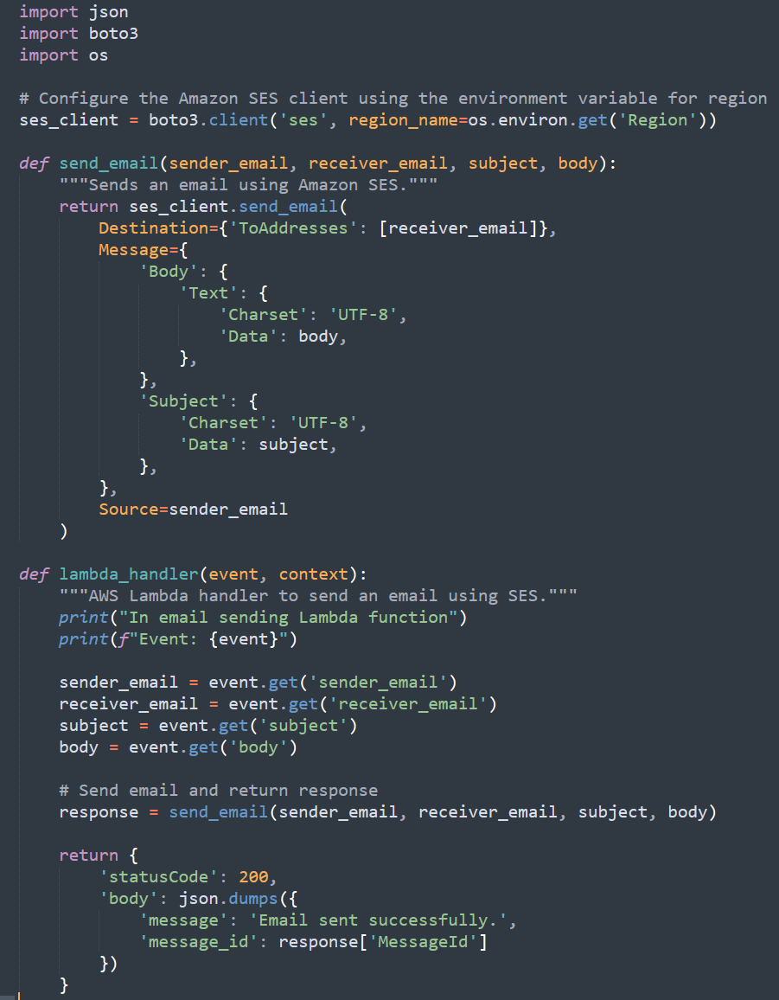 import json
import boto3
import os

# Configure the Amazon SES client using the environment variable for region
ses_client = boto3.client('ses', region_name=os.environ.get('Region'))

def send_email(sender_email, receiver_email, subject, body):
    """Sends an email using Amazon SES."""
    return ses_client.send_email(
        Destination={'ToAddresses': [receiver_email]},
        Message={
            'Body': {
                'Text': {
                    'Charset': 'UTF-8',
                    'Data': body,
                },
            },
            'Subject': {
                'Charset': 'UTF-8',
                'Data': subject,
            },
        },
        Source=sender_email
    )

def lambda_handler(event, context):
    """AWS Lambda handler to send an email using SES."""
    print("In email sending Lambda function")
    print(f"Event: {event}")

    sender_email = event.get('sender_email')
    receiver_email = event.get('receiver_email')
    subject = event.get('subject')
    body = event.get('body')

    # Send email and return response
    response = send_email(sender_email, receiver_email, subject, body)

    return {
        'statusCode': 200,
        'body': json.dumps({
            'message': 'Email sent successfully.',
            'message_id': response['MessageId']
        })
    }